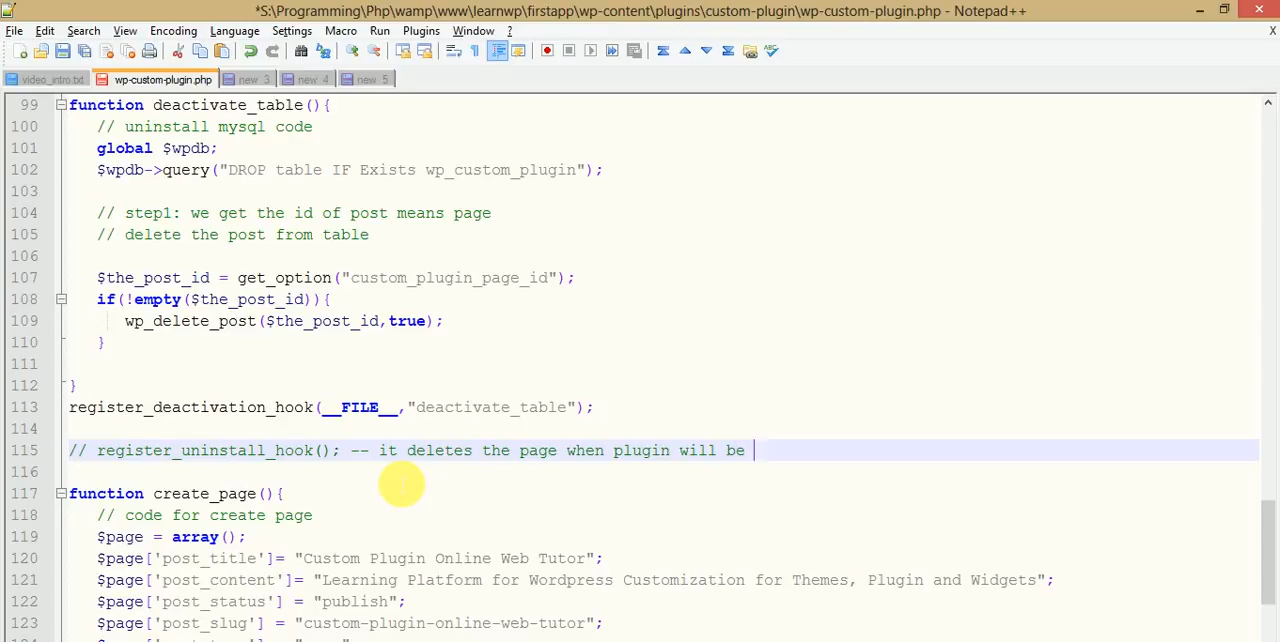 *S:\Programming\Php\wamp\www\learnwp\firstapp\wp-content\plugins\custom-plugin\wp-custom-plugin.php - Notepad++
File Edit Search View Encoding Language Settings Macro Run Plugins Window ? X
video_intro.txt wp-custom-plugin.php new 3 new 4 new 5
99 function deactivate_table(){
100 // uninstall mysql code
101 global $wpdb;
102 $wpdb->query("DROP table IF Exists wp_custom_plugin");
103
104 // step1: we get the id of post means page
105 // delete the post from table
106
107 $the_post_id = get_option("custom_plugin_page_id");
108 if(!empty($the_post_id)){
109 wp_delete_post($the_post_id,true);
110 }
111
112 }
113 register_deactivation_hook(__FILE__,"deactivate_table");
114
115 // register_uninstall_hook(); -- it deletes the page when plugin will be
116
117 function create_page(){
118 // code for create page
119 $page = array();
120 $page['post_title']= "Custom Plugin Online Web Tutor";
121 $page['post_content']= "Learning Platform for Wordpress Customization for Themes, Plugin and Widgets";
122 $page['post_status'] = "publish";
123 $page['post_slug'] = "custom-plugin-online-web-tutor";